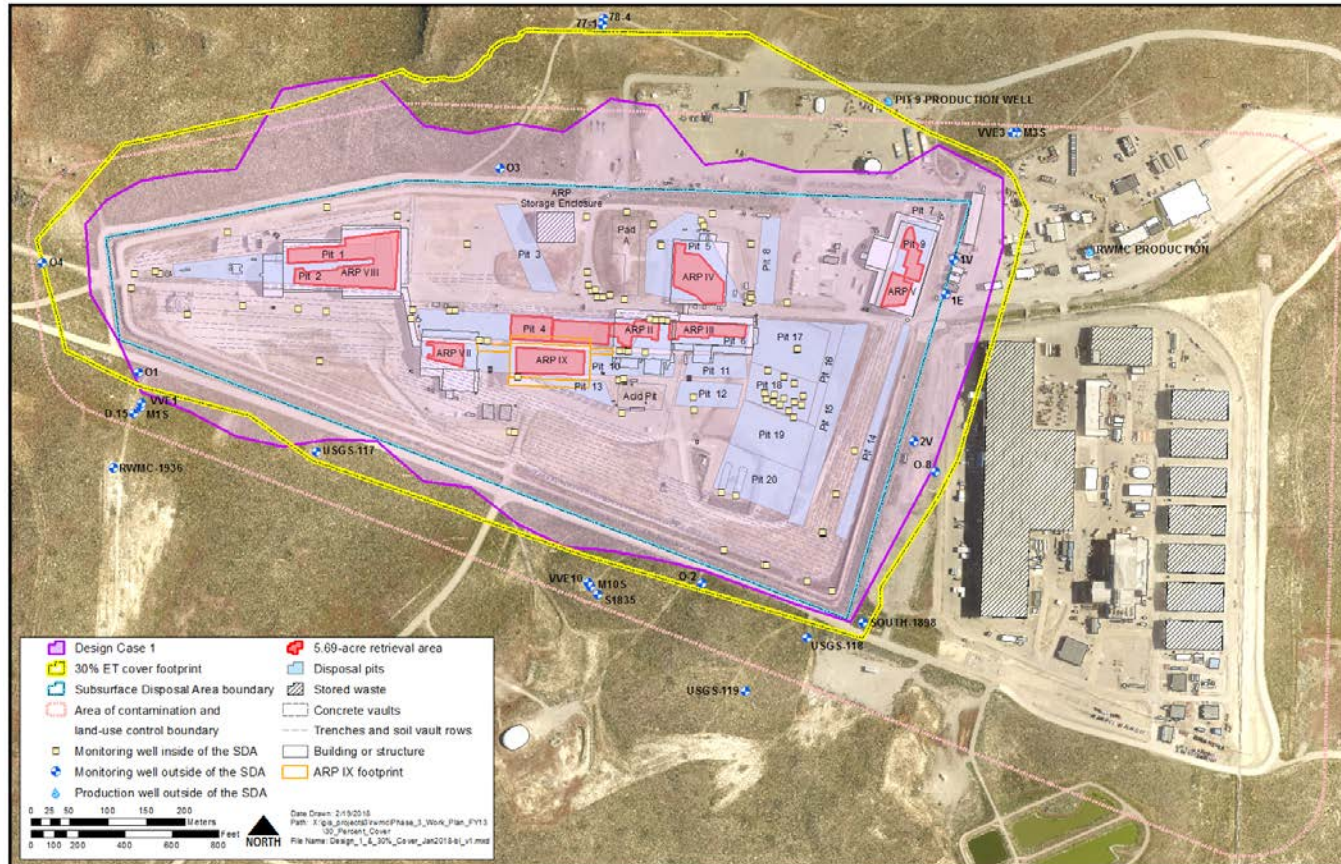 78-4
77-1
PIT 9 PRODUCTION WELL
VVE3
M3S
O3
ARP
Storage Enclosure
Pit 7
Pit 3
Pad
A
Pit 5
Pit 8
Pit 9
RWMC PRODUCTION
O4
Pit 1
Pit 2
ARP VIII
ARP IV
ARP V
1V
1E
Pit 4
ARP II
ARP III
Pit 6
Pit 17
ARP VII
ARP IX
Pit 10
Pit 11
Pit 16
O1
Pit 13
Acid Pit
Pit 12
Pit 18
Pit 15
VVE1
D-15
M1S
Pit 19
Pit 14
2V
USGS-117
O-8
RWMC-1936
Pit 20
VVE10
M10S
O-2
S1835
SOUTH-1898
USGS-118
USGS-119
Design Case 1
30% ET cover footprint
Subsurface Disposal Area boundary
Area of contamination and
land-use control boundary
Monitoring well inside of the SDA
Monitoring well outside of the SDA
Production well outside of the SDA
5.69-acre retrieval area
Disposal pits
Stored waste
Concrete vaults
Trenches and soil vault rows
Building or structure
ARP IX footprint
0 25 50 100 150 200
Meters
Feet
0 100 200 400 600 800
NORTH